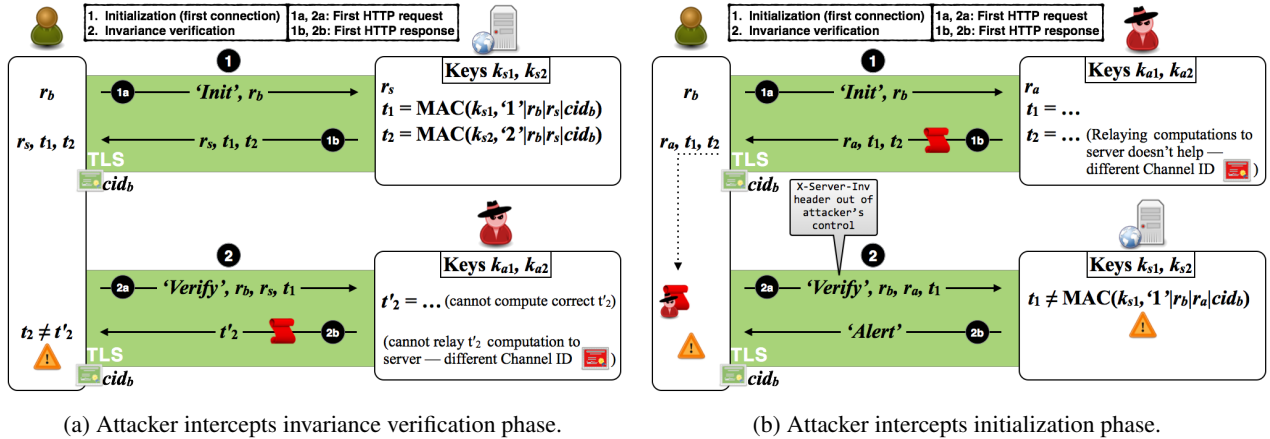 1. Initialization (first connection)
2. Invariance verification
1a, 2a: First HTTP request
1b, 2b: First HTTP response
1
Keys k_s1, k_s2
r_b
1a
'Init', r_b
r_s
t_1 = MAC(k_s1,'1'|r_b|r_s|cid_b)
t_2 = MAC(k_s2,'2'|r_b|r_s|cid_b)
r_s, t_1, t_2
r_s, t_1, t_2
1b
TLS
cid_b
2
Keys k_a1, k_a2
2a
'Verify', r_b, r_s, t_1
t'_2 = ... (cannot compute correct t'_2)
t_2 ≠ t'_2
t'_2
2b
(cannot relay t'_2 computation to
server — different Channel ID )
TLS
cid_b
(a) Attacker intercepts invariance verification phase.
1. Initialization (first connection)
2. Invariance verification
1a, 2a: First HTTP request
1b, 2b: First HTTP response
1
Keys k_a1, k_a2
r_b
1a
'Init', r_b
r_a
t_1 = ...
t_2 = ... (Relaying computations to
server doesn't help —
different Channel ID )
r_a, t_1, t_2
r_a, t_1, t_2
1b
TLS
cid_b
X-Server-Inv
header out of
attacker's
control
2
Keys k_s1, k_s2
2a
'Verify', r_b, r_a, t_1
t_1 ≠ MAC(k_s1,'1'|r_b|r_a|cid_b)
'Alert'
2b
TLS
cid_b
(b) Attacker intercepts initialization phase.